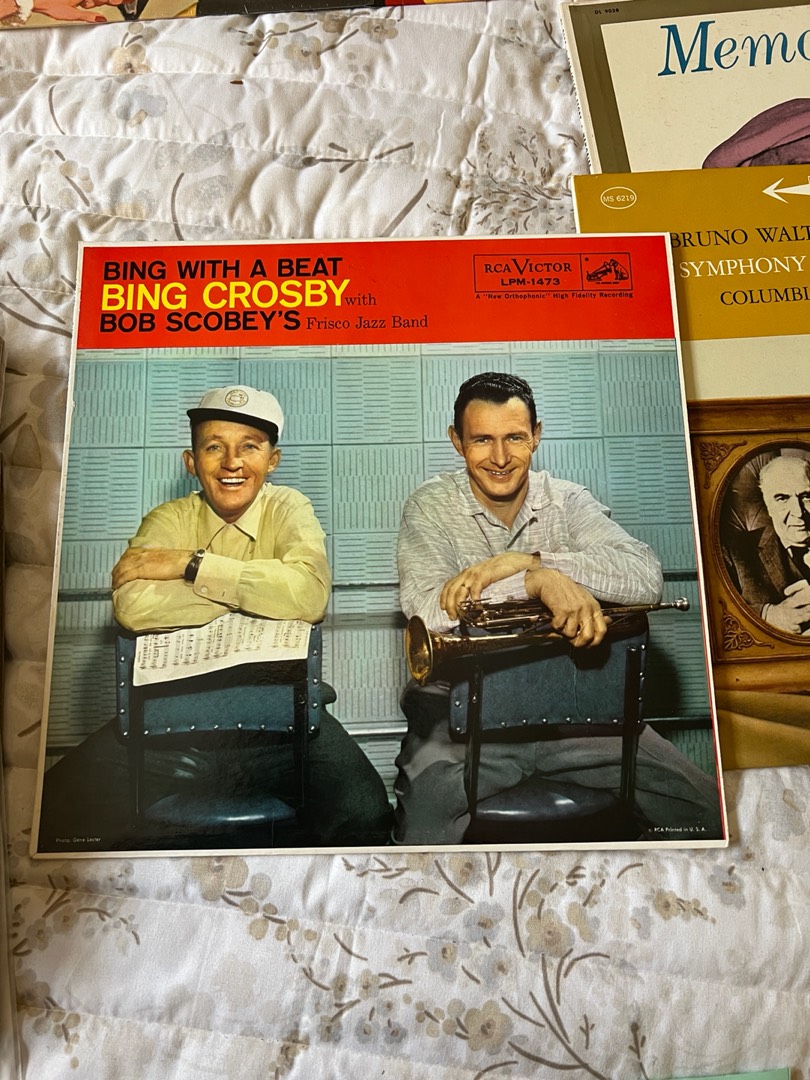 BING WITH A BEAT
BING CROSBY with
BOB SCOBEY'S Frisco Jazz Band
RCA VICTOR
LPM-1473
A "New Orthophonic" High Fidelity Recording
Photo: Gene Lester
RCA Printed in U.S.A.
DL 9028
Memo
MS 6219
BRUNO WALT
SYMPHONY
COLUMBI